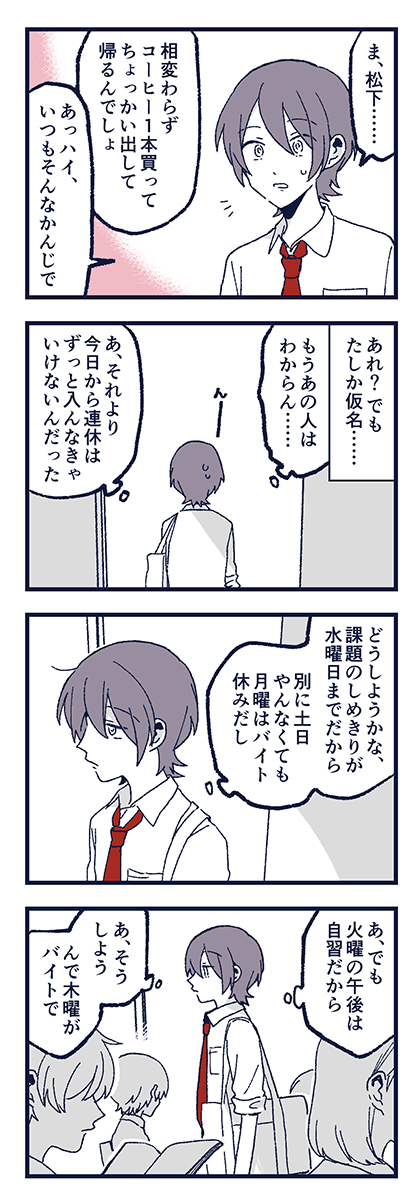 ま、松下……
相変わらず
コーヒー1本買って
ちょっかい出して
帰るんでしょ
あっハイ、
いつもそんなかんじで
あれ?でも
たしか仮名……
もうあの人は
わからん……
んー
あ、それより
今日から連休は
ずっと入んなきゃ
いけないんだった
どうしようかな、
課題のしめきりが
水曜日までだから
別に土日
やんなくても
月曜はバイト
休みだし
あ、でも
火曜の午後は
自習だから
あ、そう
しよう
んで木曜が
バイトで